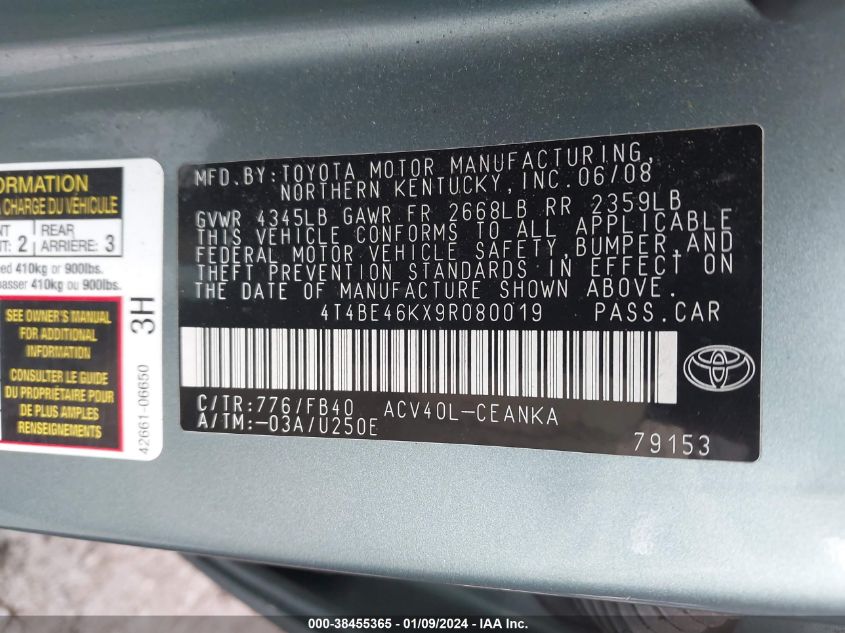 ORMATION
A CHARGE DU VÉHICULE
NT
T: 2
REAR
ARRIÈRE: 3
ed 410kg or 900lbs.
asser 410 kg ou 900lbs.
SEE OWNER'S MANUAL
FOR ADDITIONAL
INFORMATION
CONSULTER LE GUIDE
DU PROPRIÉTAIRE POUR
DE PLUS AMPLES
RENSEIGNEMENTS
3H
42661-06650
MFD.BY:TOYOTA MOTOR MANUFACTURING,
NORTHERN KENTUCKY, INC.06/08
GVWR 4345LB GAWR FR 2668LB RR 2359LB
THIS VEHICLE CONFORMS TO ALL APPLICABLE
FEDERAL MOTOR VEHICLE SAFETY,BUMPER,AND
THEFT PREVENTION STANDARDS IN EFFECT ON
THE DATE OF MANUFACTURE SHOWN ABOVE.
4T4BE46KX9R080019 PASS.CAR
C/TR:776/FB40 ACV40L-CEANKA
A/TM:-03A/U250E
79153
000-38455365 - 01/09/2024 - IAA Inc.